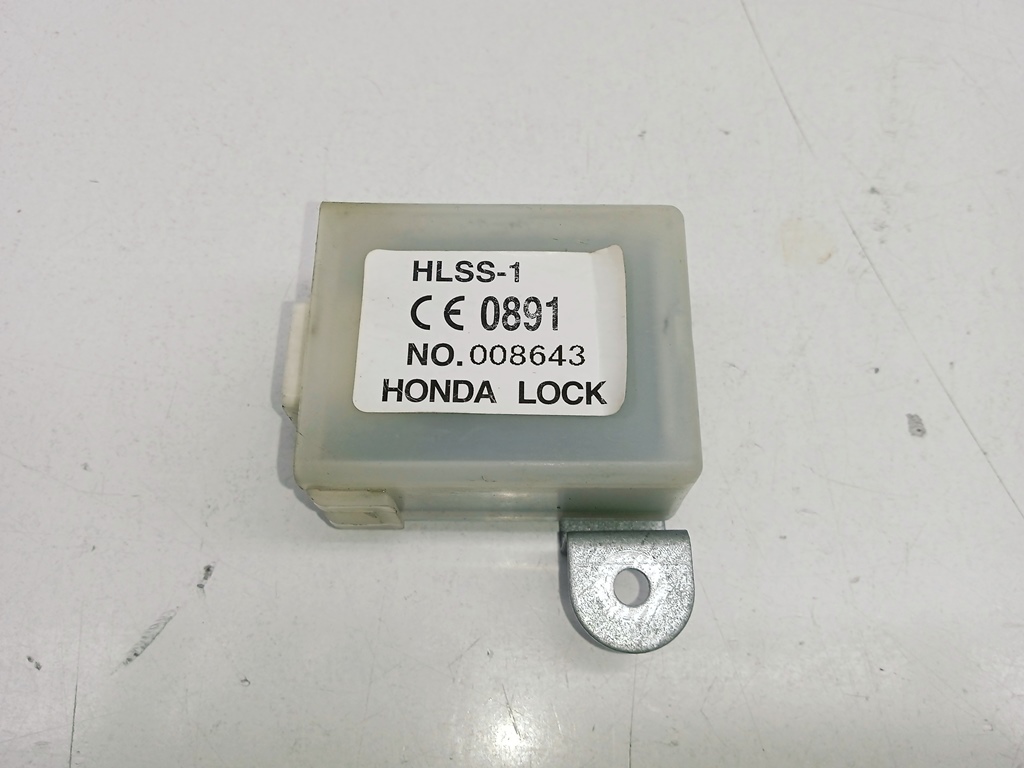 HLSS-1
CE 0891
NO. 008643
HONDA LOCK